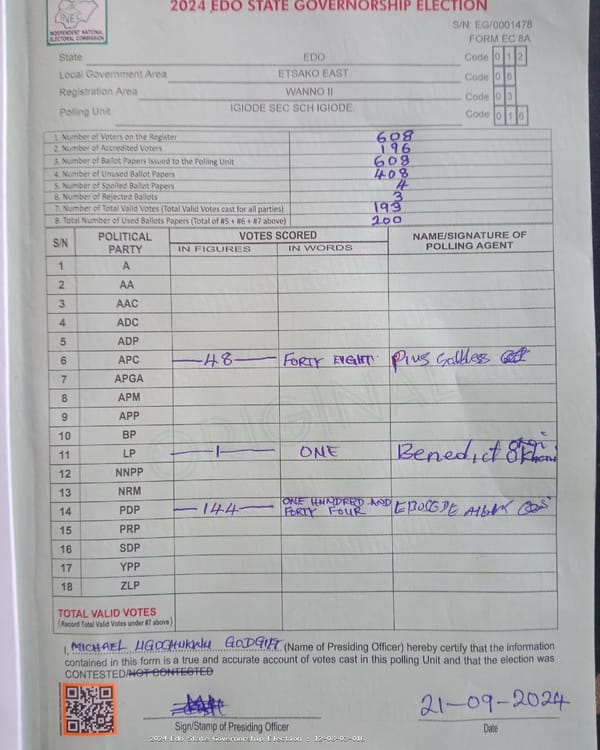 INEC
INDEPENDENT NATIONAL
ELECTORAL COMMISSION
2024 EDO STATE GOVERNORSHIP ELECTION
S/N: EG/0001478
FORM EC 8A
State EDO Code 0 1 2
Local Government Area ETSAKO EAST Code 0 8
Registration Area WANNO II Code 0 3
Polling Unit IGIODE SEC SCH IGIODE. Code 0 1 6
1. Number of Voters on the Register 608
2. Number of Accredited Voters 196
3. Number of Ballot Papers Issued to the Polling Unit 608
4. Number of Unused Ballot Papers 408
5. Number of Spoiled Ballot Papers 4
6. Number of Rejected Ballots 3
7. Number of Total Valid Votes (Total Valid Votes cast for all parties) 193
8. Total Number of Used Ballots Papers (Total of #5 + #6 + #7 above) 200
S/N POLITICAL PARTY VOTES SCORED NAME/SIGNATURE OF POLLING AGENT
IN FIGURES IN WORDS
1 A
2 AA
3 AAC
4 ADC
5 ADP
6 APC 48 FORTY EIGHT Pius
7 APGA
8 APM
9 APP
10 BP
11 LP 1 ONE Benedict
12 NNPP
13 NRM
14 PDP 144 ONE HUNDRED AND FORTY FOUR
15 PRP
16 SDP
17 YPP
18 ZLP
ORIGINAL
TOTAL VALID VOTES
(Record Total Valid Votes under #7 above)
I, MICHAEL UGOCHUKWU GODGIFT (Name of Presiding Officer) hereby certify that the information
contained in this form is a true and accurate account of votes cast in this polling Unit and that the election was
CONTESTED/NOT CONTESTED
21-09-2024
Sign/Stamp of Presiding Officer Date
2024 Edo State Governorship Election : 12-08-03-016